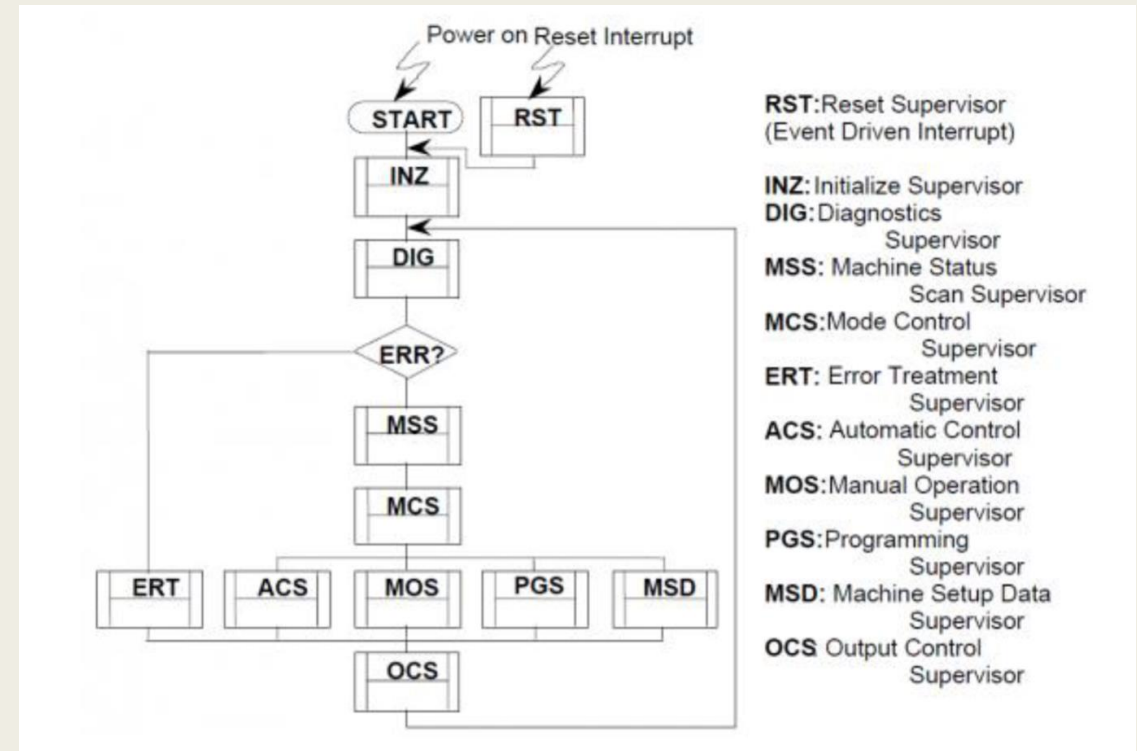 Power on Reset Interrupt
START
RST
INZ
DIG
ERR?
MSS
MCS
ERT ACS MOS PGS MSD
OCS
RST:Reset Supervisor
(Event Driven Interrupt)
INZ: Initialize Supervisor
DIG: Diagnostics
Supervisor
MSS: Machine Status
Scan Supervisor
MCS:Mode Control
Supervisor
ERT: Error Treatment
Supervisor
ACS: Automatic Control
Supervisor
MOS:Manual Operation
Supervisor
PGS:Programming
Supervisor
MSD: Machine Setup Data
Supervisor
OCS Output Control
Supervisor